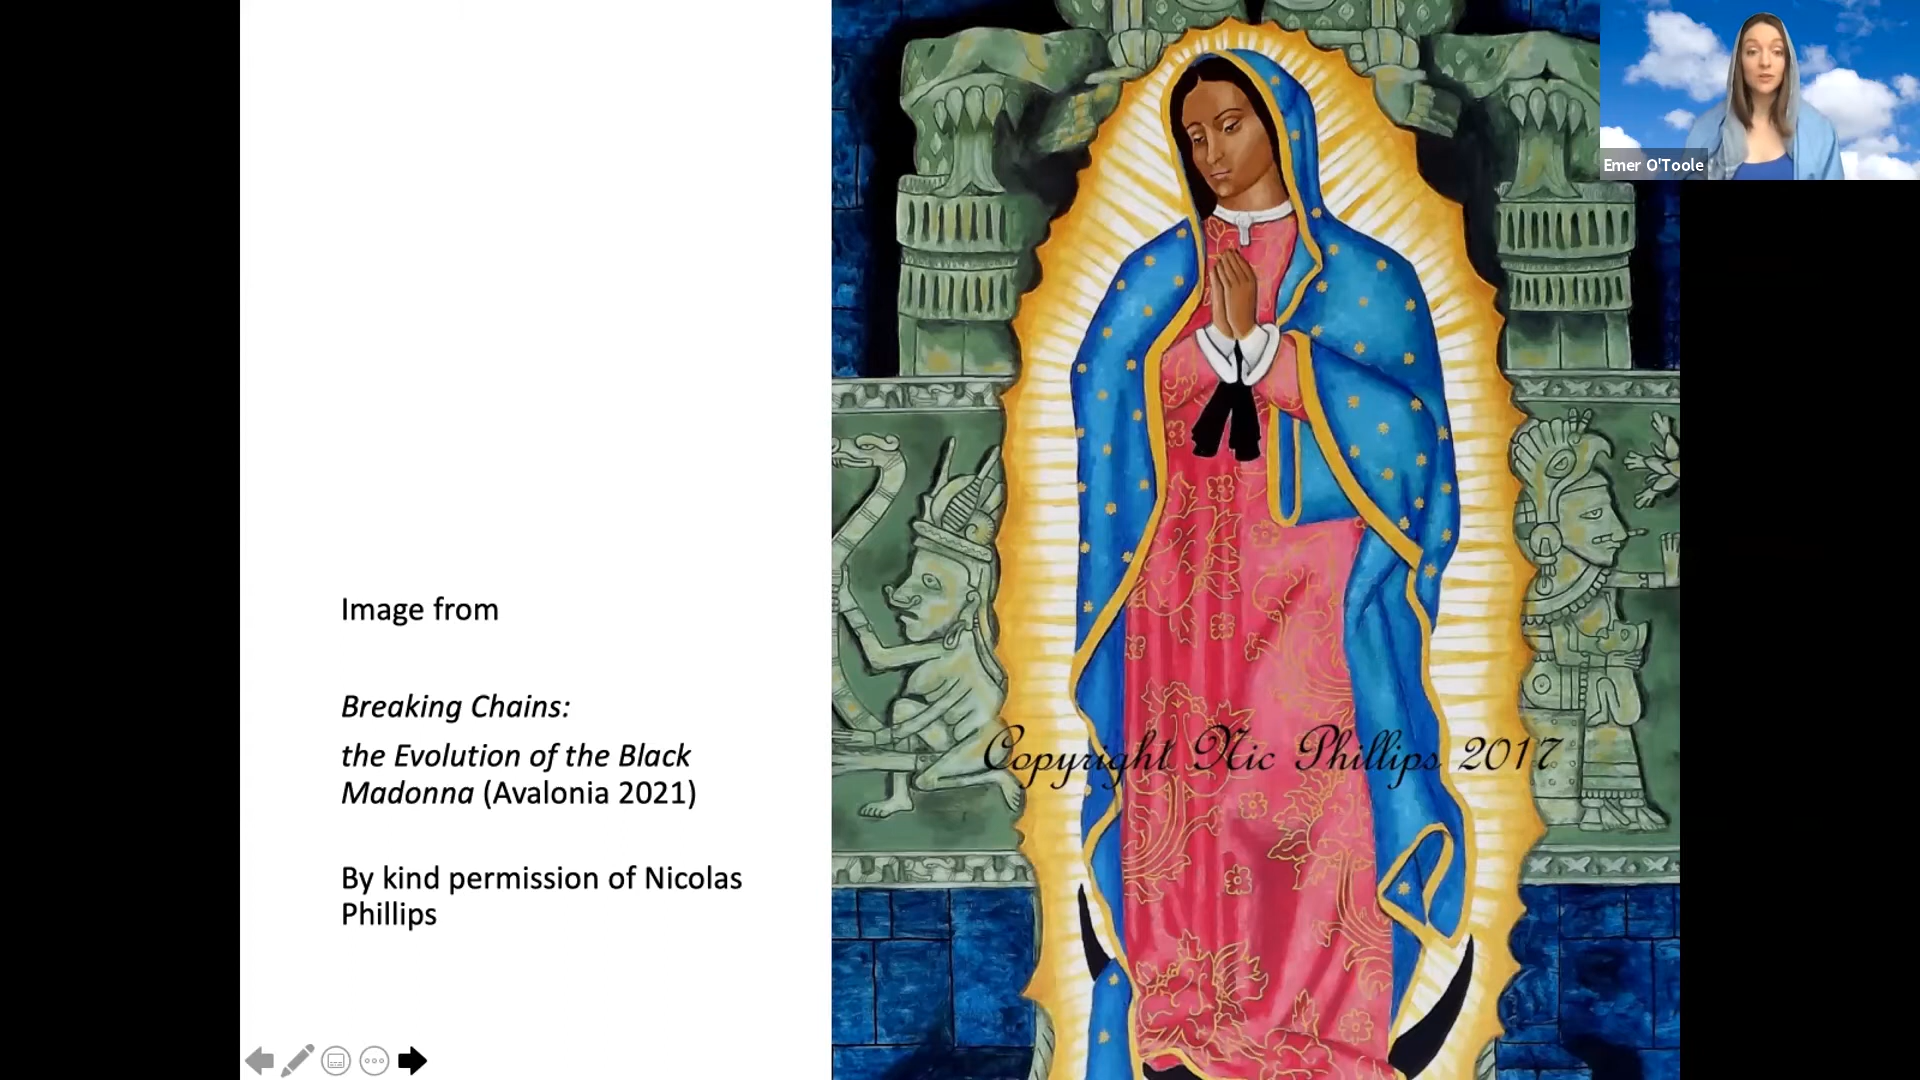 Image from
Breaking Chains:
the Evolution of the Black
Madonna (Avalonia 2021)
By kind permission of Nicolas
Phillips
Copyright Nic Phillips 2017
Emer O'Toole